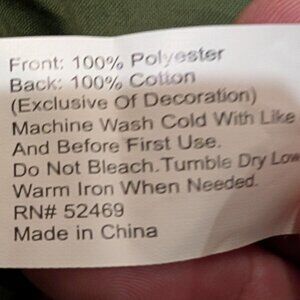 Front: 100% Polyester
Back: 100% Cotton
(Exclusive Of Decoration)
Machine Wash Cold With Like
And Before First Use.
Do Not Bleach.Tumble Dry Low
Warm Iron When Needed.
RN# 52469
Made in China